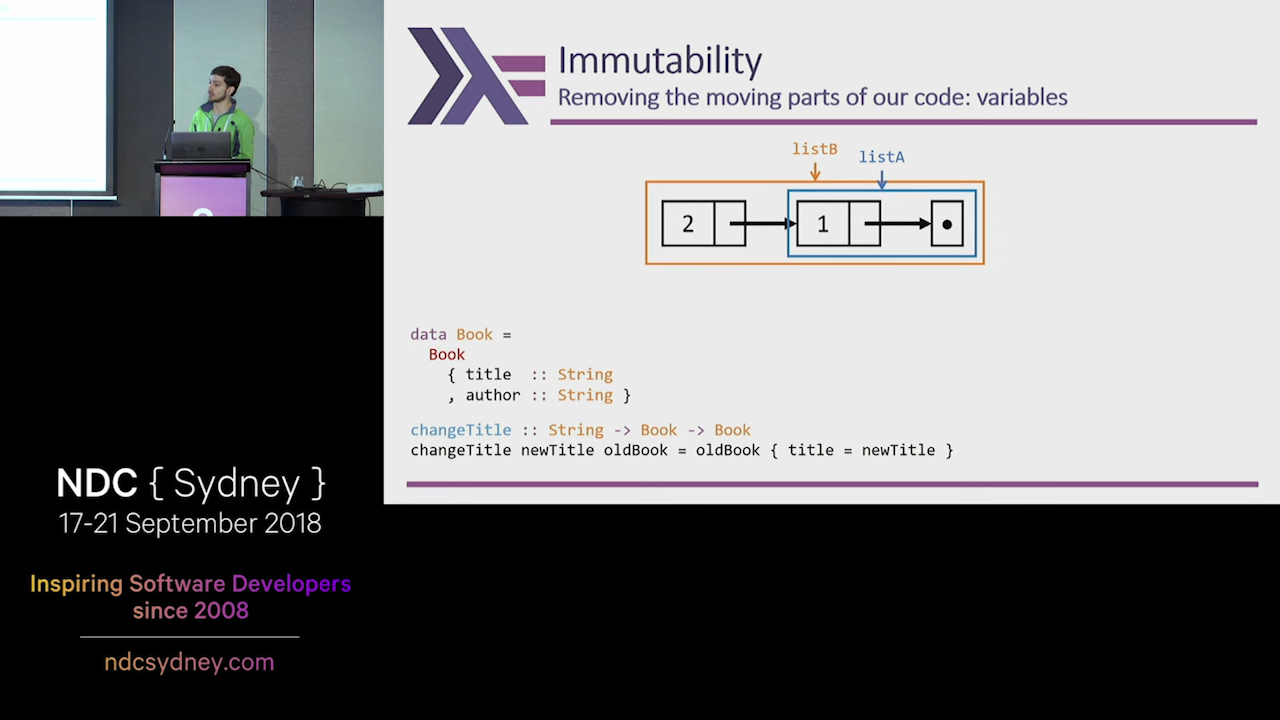 Immutability
Removing the moving parts of our code: variables
listB
listA
2
1
data Book =
Book
{ title :: String
, author :: String }
changeTitle :: String -> Book -> Book
changeTitle newTitle oldBook = oldBook { title = newTitle }
NDC { Sydney }
17-21 September 2018
Inspiring Software Developers
since 2008
ndcsydney.com